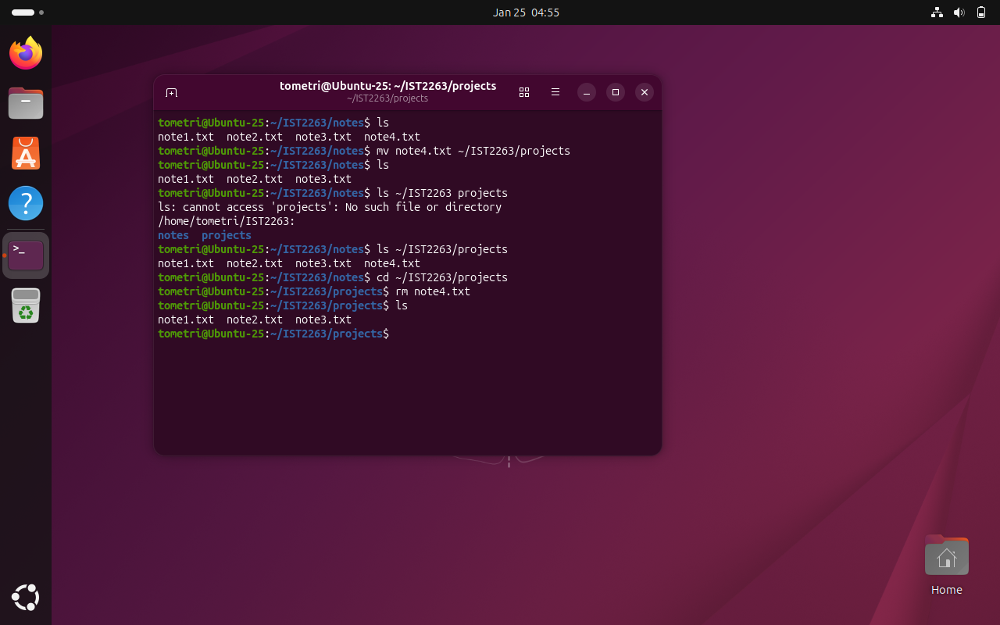 Jan 25 04:55
tometri@Ubuntu-25: ~/IST2263/projects
~/IST2263/projects
tometri@Ubuntu-25:~/IST2263/notes$ ls
note1.txt  note2.txt  note3.txt  note4.txt
tometri@Ubuntu-25:~/IST2263/notes$ mv note4.txt ~/IST2263/projects
tometri@Ubuntu-25:~/IST2263/notes$ ls
note1.txt  note2.txt  note3.txt
tometri@Ubuntu-25:~/IST2263/notes$ ls ~/IST2263 projects
ls: cannot access 'projects': No such file or directory
/home/tometri/IST2263:
notes  projects
tometri@Ubuntu-25:~/IST2263/notes$ ls ~/IST2263/projects
note1.txt  note2.txt  note3.txt  note4.txt
tometri@Ubuntu-25:~/IST2263/notes$ cd ~/IST2263/projects
tometri@Ubuntu-25:~/IST2263/projects$ rm note4.txt
tometri@Ubuntu-25:~/IST2263/projects$ ls
note1.txt  note2.txt  note3.txt
tometri@Ubuntu-25:~/IST2263/projects$
Home